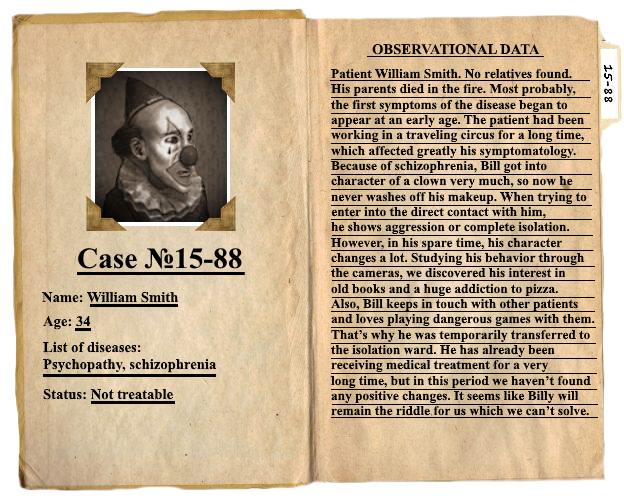 Case №15-88
Name: William Smith
Age: 34
List of diseases:
Psychopathy, schizophrenia
Status: Not treatable
OBSERVATIONAL DATA
Patient William Smith. No relatives found.
His parents died in the fire. Most probably,
the first symptoms of the disease began to
appear at an early age. The patient had been
working in a traveling circus for a long time,
which affected greatly his symptomatology.
Because of schizophrenia, Bill got into
character of a clown very much, so now he
never washes off his makeup. When trying to
enter into the direct contact with him,
he shows aggression or complete isolation.
However, in his spare time, his character
changes a lot. Studying his behavior through
the cameras, we discovered his interest in
old books and a huge addiction to pizza.
Also, Bill keeps in touch with other patients
and loves playing dangerous games with them.
That's why he was temporarily transferred to
the isolation ward. He has already been
receiving medical treatment for a very
long time, but in this period we haven't found
any positive changes. It seems like Billy will
remain the riddle for us which we can't solve.
15-88